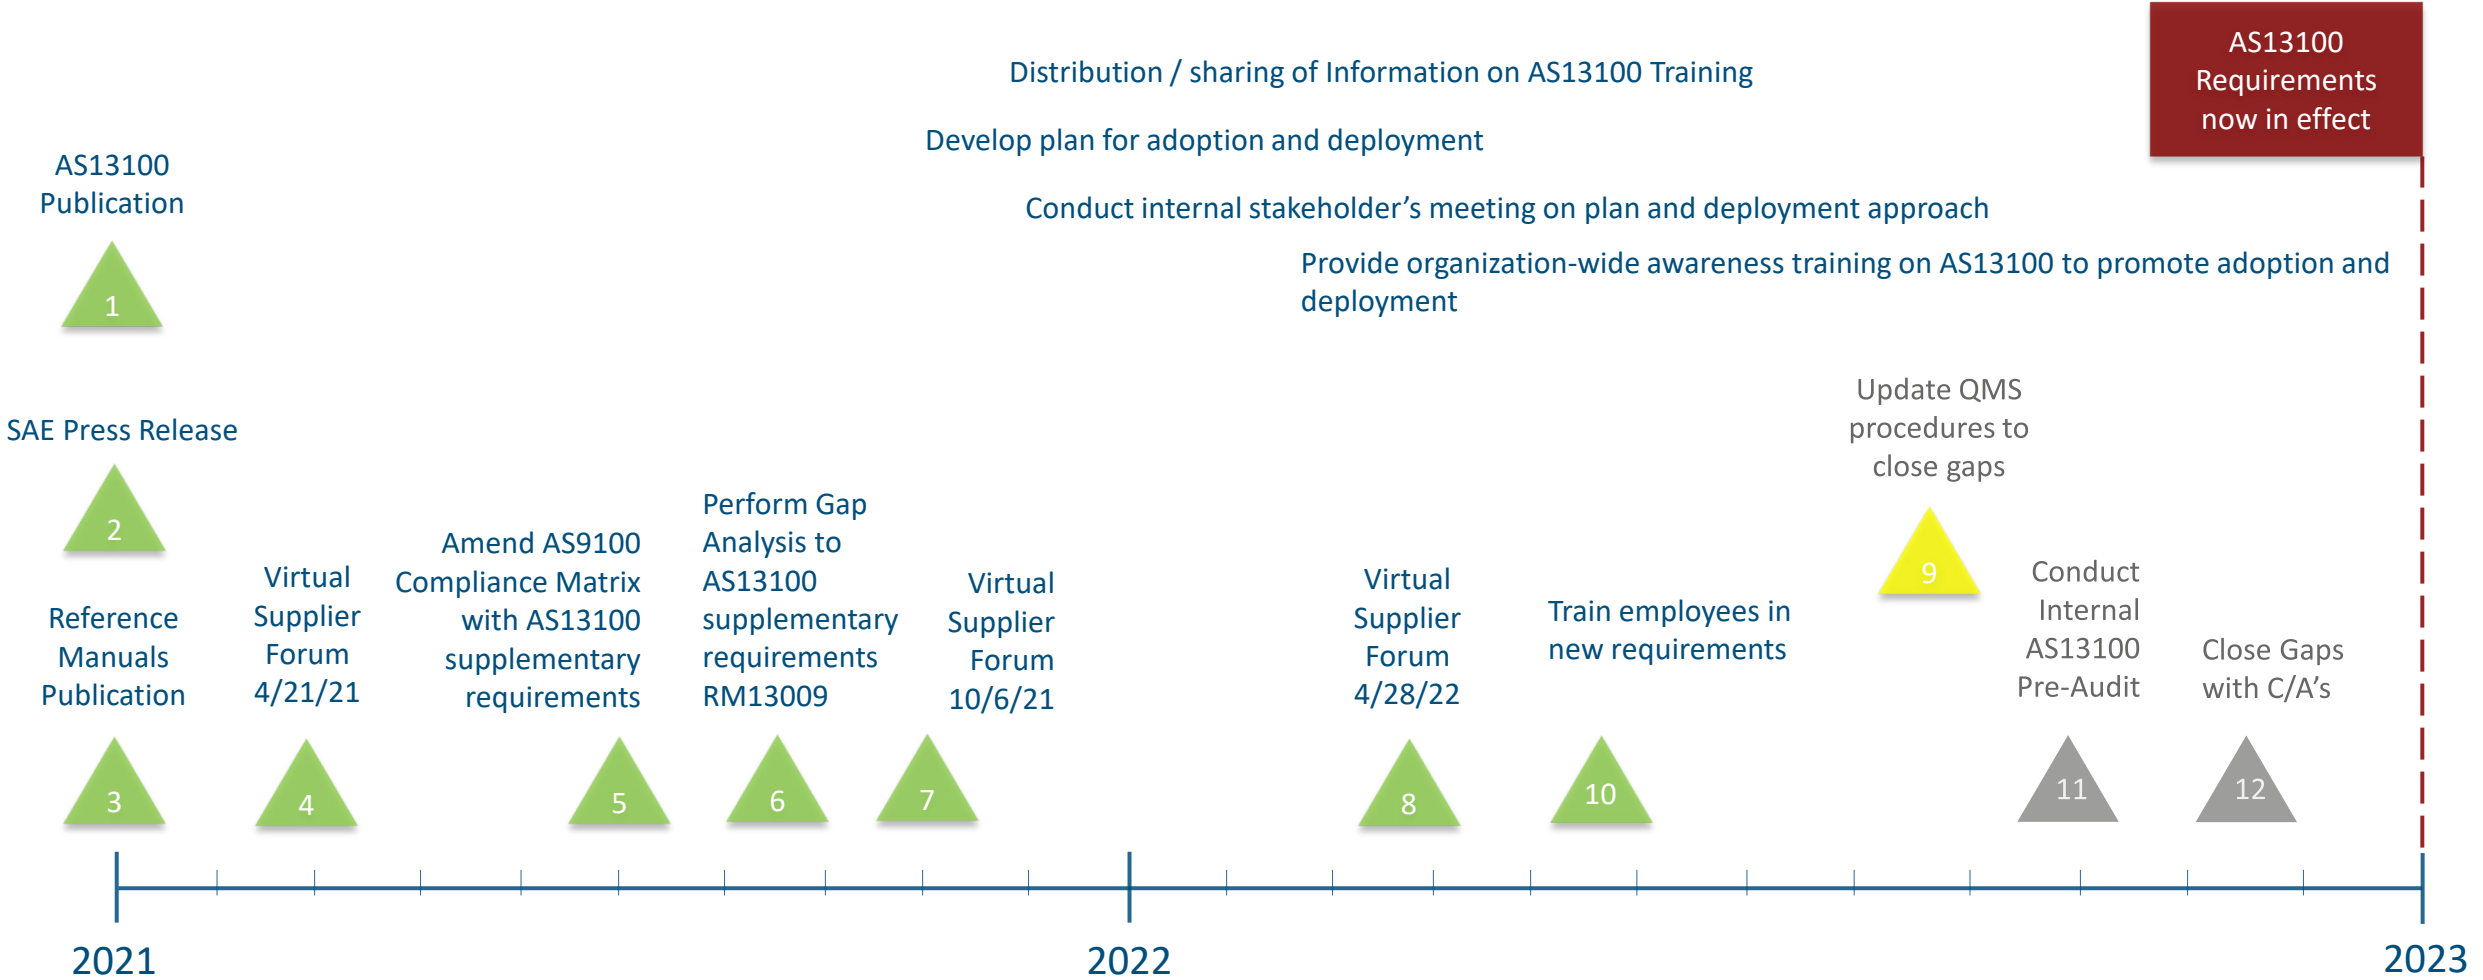 AS13100
Requirements
now in effect
Distribution / sharing of Information on AS13100 Training
Develop plan for adoption and deployment
Conduct internal stakeholder’s meeting on plan and deployment approach
Provide organization-wide awareness training on AS13100 to promote adoption and
deployment
AS13100
Publication
1
SAE Press Release
2
Reference
Manuals
Publication
3
Virtual
Supplier
Forum
4/21/21
4
Amend AS9100
Compliance Matrix
with AS13100
supplementary
requirements
5
Perform Gap
Analysis to
AS13100
supplementary
requirements
RM13009
6
Virtual
Supplier
Forum
10/6/21
7
Virtual
Supplier
Forum
4/28/22
8
Train employees in
new requirements
10
Update QMS
procedures to
close gaps
9
Conduct
Internal
AS13100
Pre-Audit
11
Close Gaps
with C/A’s
12
2021
2022
2023